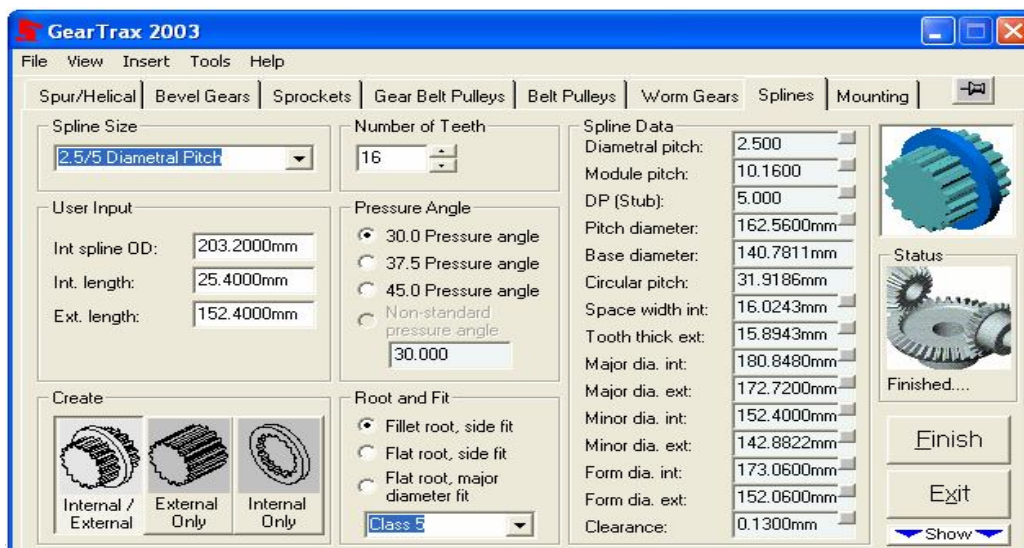 GearTrax 2003
File View Insert Tools Help
Spur/Helical Bevel Gears Sprockets Gear Belt Pulleys Belt Pulleys Worm Gears Splines Mounting
Spline Size
2.5/5 Diametral Pitch
Number of Teeth
16
User Input
Int spline OD: 203.2000mm
Int. length: 25.4000mm
Ext. length: 152.4000mm
Pressure Angle
30.0 Pressure angle
37.5 Pressure angle
45.0 Pressure angle
Non-standard
pressure angle
30.000
Create
Internal /
External
External
Only
Internal
Only
Root and Fit
Fillet root, side fit
Flat root, side fit
Flat root, major
diameter fit
Class 5
Spline Data
Diametral pitch: 2.500
Module pitch: 10.1600
DP (Stub): 5.000
Pitch diameter: 162.5600mm
Base diameter: 140.7811mm
Circular pitch: 31.9186mm
Space width int: 16.0243mm
Tooth thick ext: 15.8943mm
Major dia. int: 180.8480mm
Major dia. ext: 172.7200mm
Minor dia. int: 152.4000mm
Minor dia. ext: 142.8822mm
Form dia. int: 173.0600mm
Form dia. ext: 152.0600mm
Clearance: 0.1300mm
Status
Finished....
Finish
Exit
Show